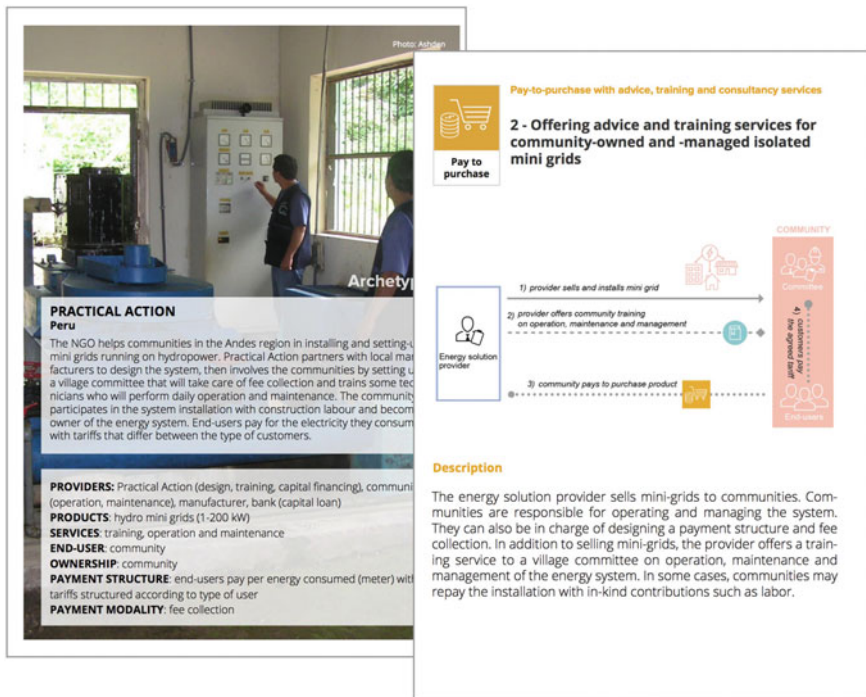 Photo: Ashden
Archetyp
PRACTICAL ACTION
Peru
The NGO helps communities in the Andes region in installing and setting-u
mini grids running on hydropower. Practical Action partners with local man
facturers to design the system, then involves the communities by setting u
a village committee that will take care of fee collection and trains some tec
nicians who will perform daily operation and maintenance. The community
participates in the system installation with construction labour and becom
owner of the energy system. End-users pay for the electricity they consum
with tariffs that differ between the type of customers.
PROVIDERS: Practical Action (design, training, capital financing), communi
(operation, maintenance), manufacturer, bank (capital loan)
PRODUCTS: hydro mini grids (1-200 kW)
SERVICES: training, operation and maintenance
END-USER: community
OWNERSHIP: community
PAYMENT STRUCTURE: end-users pay per energy consumed (meter) with
tariffs structured according to type of user
PAYMENT MODALITY: fee collection
Pay-to-purchase with advice, training and consultancy services
2 - Offering advice and training services for
community-owned and -managed isolated
mini grids
Pay to
purchase
COMMUNITY
Committee
1) provider sells and installs mini grid
2) provider offers community training
on operation, maintenance and management
Energy solution
provider
3) community pays to purchase product
4) customers pay
the agreed tariff
End-users
Description
The energy solution provider sells mini-grids to communities. Com-
munities are responsible for operating and managing the system.
They can also be in charge of designing a payment structure and fee
collection. In addition to selling mini-grids, the provider offers a train-
ing service to a village committee on operation, maintenance and
management of the energy system. In some cases, communities may
repay the installation with in-kind contributions such as labor.